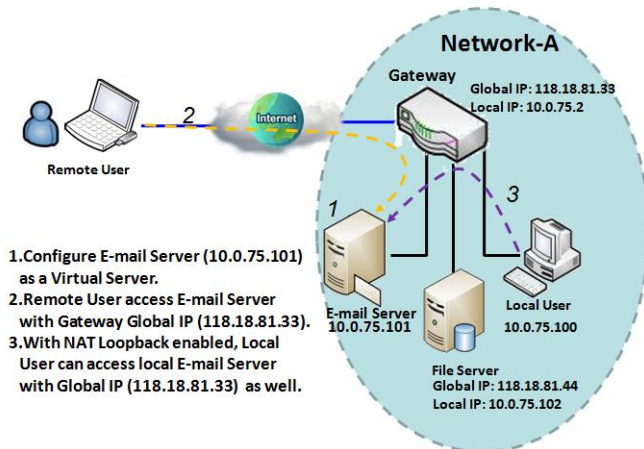 Network-A
Gateway
Global IP: 118.18.81.33
Local IP: 10.0.75.2
2
Internet
Remote User
1
3
E-mail Server
10.0.75.101
Local User
10.0.75.100
File Server
Global IP: 118.18.81.44
Local IP: 10.0.75.102
1.Configure E-mail Server (10.0.75.101)
as a Virtual Server.
2.Remote User access E-mail Server
with Gateway Global IP (118.18.81.33).
3.With NAT Loopback enabled, Local
User can access local E-mail Server
with Global IP (118.18.81.33) as well.